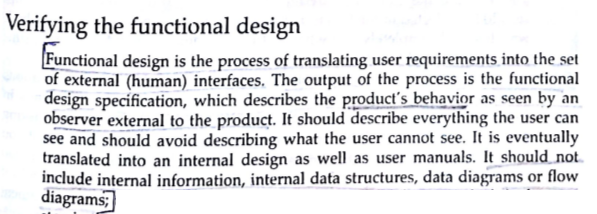 Verifying the functional design
Functional design is the process of translating user requirements into the set
of external (human) interfaces. The output of the process is the functional
design specification, which describes the product's behavior as seen by an
observer external to the product. It should describe everything the user can
see and should avoid describing what the user cannot see. It is eventually
translated into an internal design as well as user manuals. It should not
include internal information, internal data structures, data diagrams or flow
diagrams;